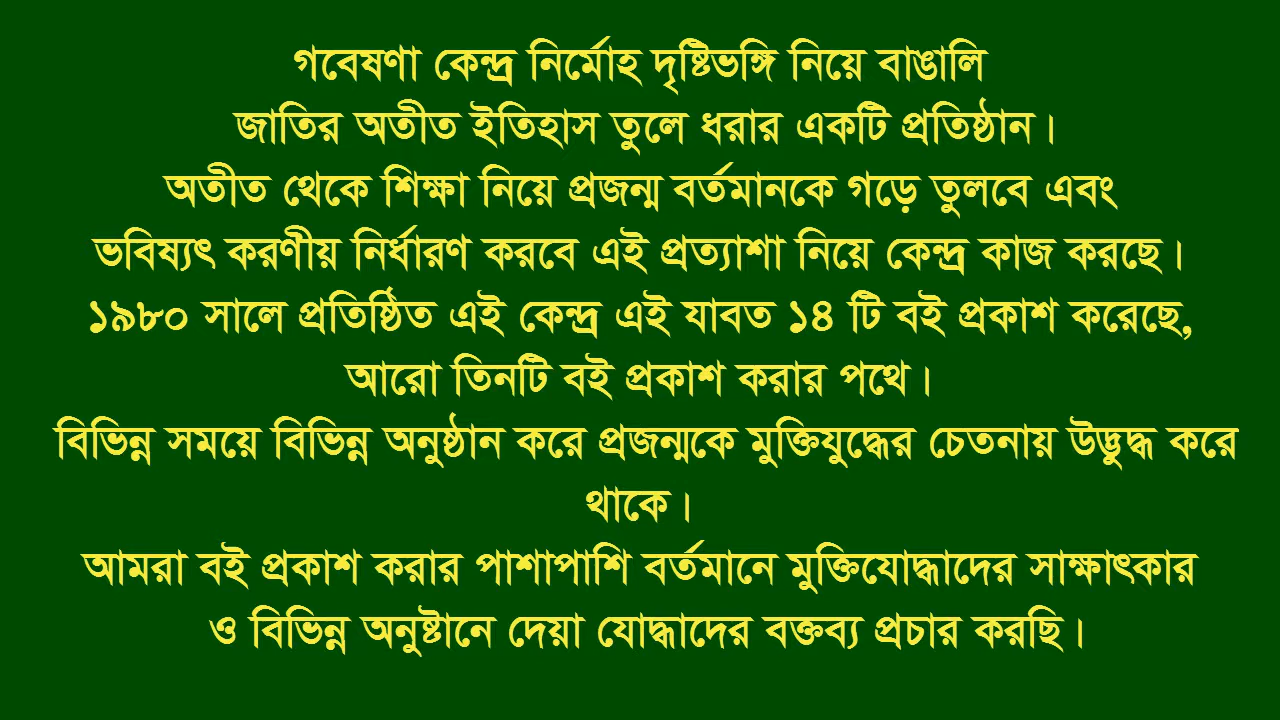 গবেষণা কেন্দ্র নির্মোহ দৃষ্টিভঙ্গি নিয়ে বাঙালি
জাতির অতীত ইতিহাস তুলে ধরার একটি প্রতিষ্ঠান।
অতীত থেকে শিক্ষা নিয়ে প্রজন্ম বর্তমানকে গড়ে তুলবে এবং
ভবিষ্যৎ করণীয় নির্ধারণ করবে এই প্রত্যাশা নিয়ে কেন্দ্র কাজ করছে।
১৯৮০ সালে প্রতিষ্ঠিত এই কেন্দ্র এই যাবত ১৪ টি বই প্রকাশ করেছে,
আরো তিনটি বই প্রকাশ করার পথে।
বিভিন্ন সময়ে বিভিন্ন অনুষ্ঠান করে প্রজন্মকে মুক্তিযুদ্ধের চেতনায় উদ্ভুদ্ধ করে
থাকে।
আমরা বই প্রকাশ করার পাশাপাশি বর্তমানে মুক্তিযোদ্ধাদের সাক্ষাৎকার
ও বিভিন্ন অনুষ্টানে দেয়া যোদ্ধাদের বক্তব্য প্রচার করছি।